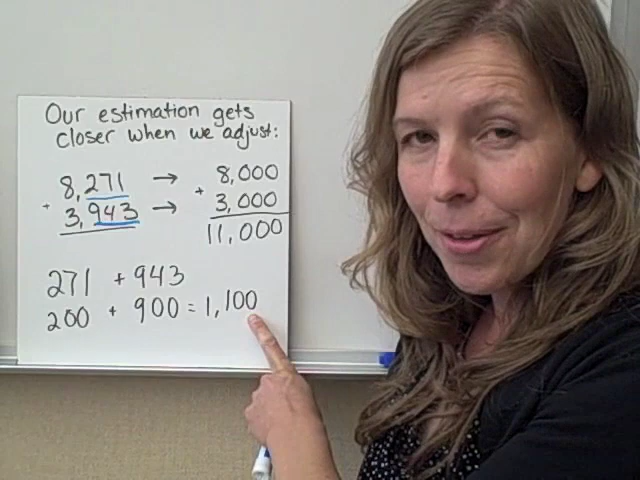 Our estimation gets
closer when we adjust:
8,271 → 8,000
+ 3,943 → + 3,000
11,000
271 + 943
200 + 900 = 1,100